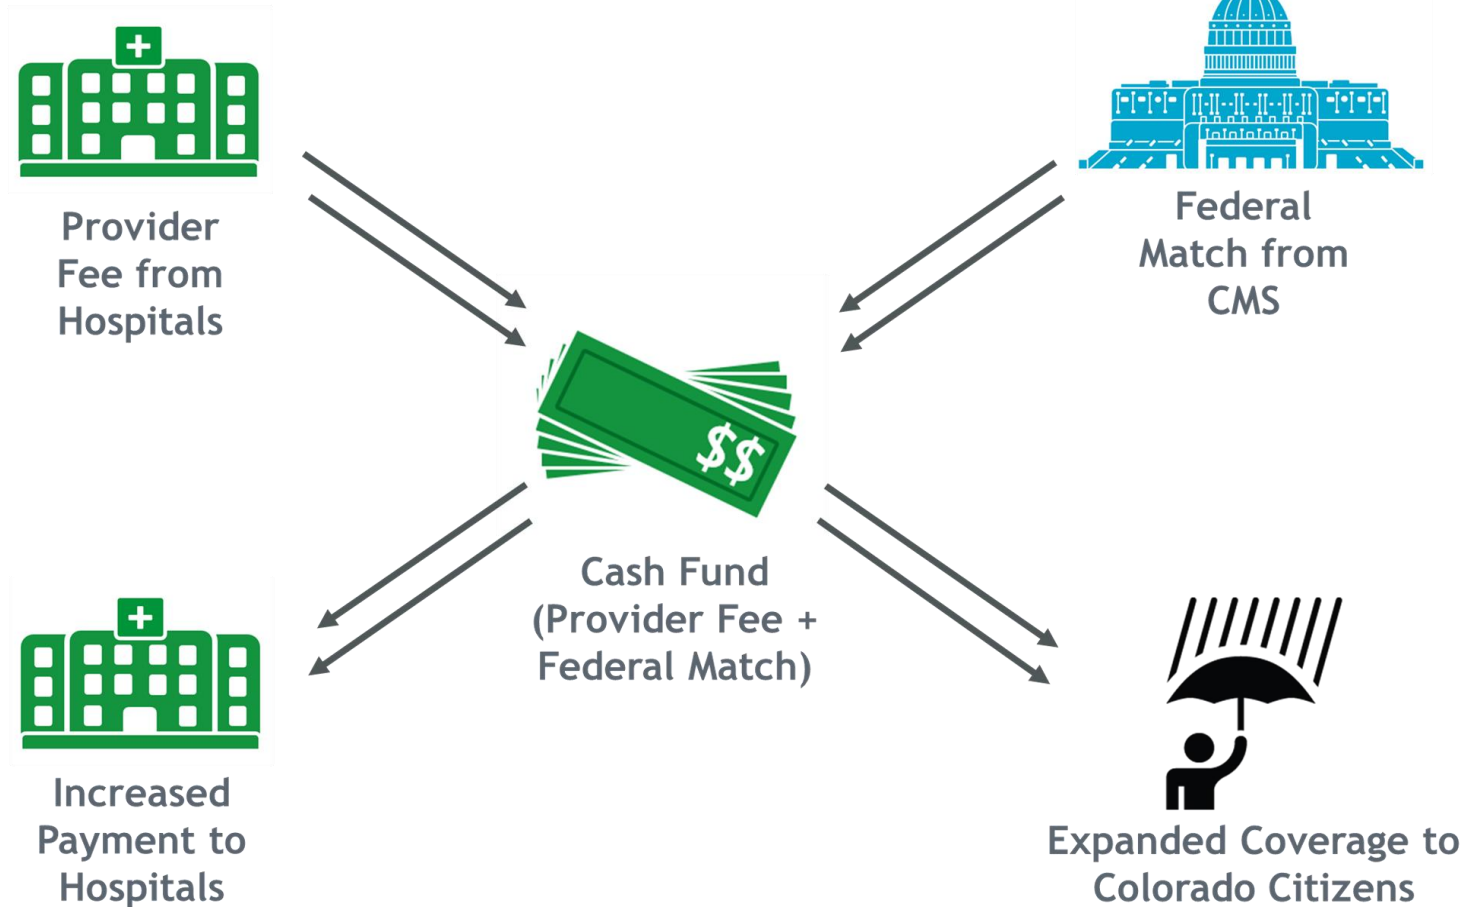 Provider
Fee from
Hospitals
Federal
Match from
CMS
$$
Cash Fund
(Provider Fee +
Federal Match)
Increased
Payment to
Hospitals
Expanded Coverage to
Colorado Citizens